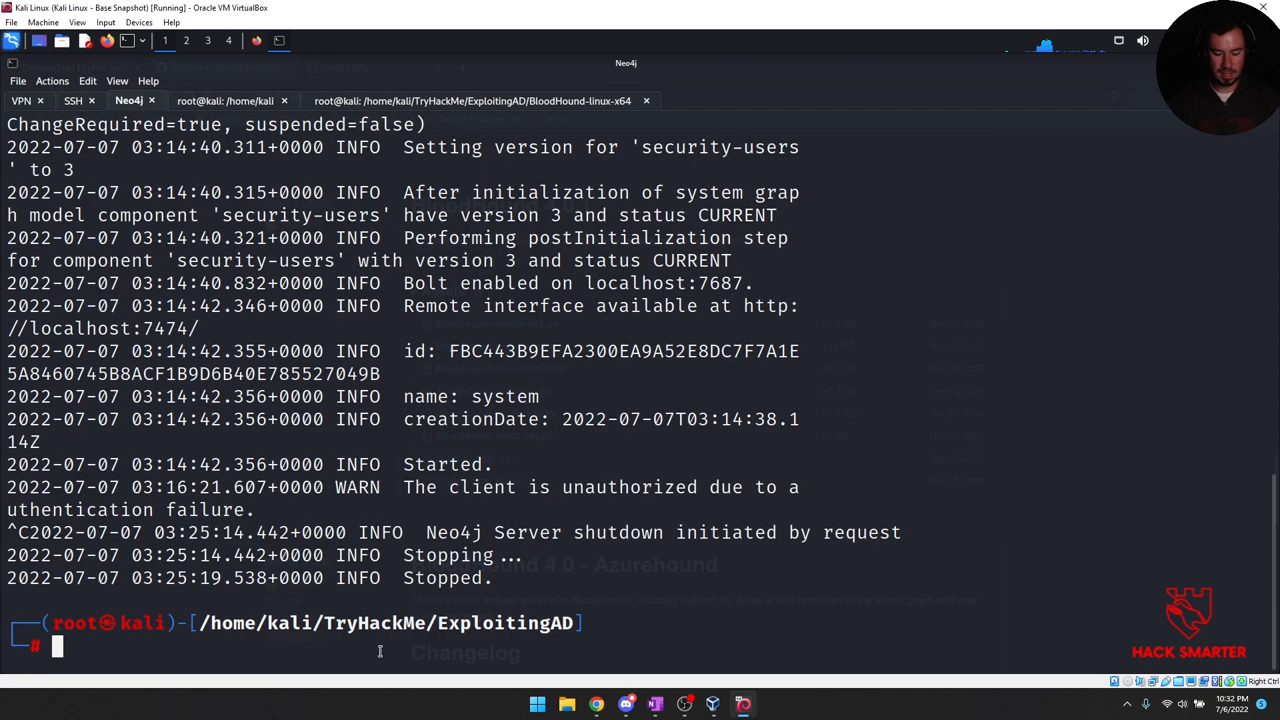 Kali Linux (Kali Linux - Base Snapshot) [Running] - Oracle VM VirtualBox
File Machine View Input Devices Help
1 2 3 4
Neo4j
File Actions Edit View Help
VPN SSH Neo4j root@kali: /home/kali root@kali: /home/kali/TryHackMe/ExploitingAD/BloodHound-linux-x64
ChangeRequired=true, suspended=false)
2022-07-07 03:14:40.311+0000 INFO  Setting version for 'security-users
' to 3
2022-07-07 03:14:40.315+0000 INFO  After initialization of system grap
h model component 'security-users' have version 3 and status CURRENT
2022-07-07 03:14:40.321+0000 INFO  Performing postInitialization step
for component 'security-users' with version 3 and status CURRENT
2022-07-07 03:14:40.832+0000 INFO  Bolt enabled on localhost:7687.
2022-07-07 03:14:42.346+0000 INFO  Remote interface available at http:
//localhost:7474/
2022-07-07 03:14:42.355+0000 INFO  id: FBC443B9EFA2300EA9A52E8DC7F7A1E
5A8460745B8ACF1B9D6B40E785527049B
2022-07-07 03:14:42.356+0000 INFO  name: system
2022-07-07 03:14:42.356+0000 INFO  creationDate: 2022-07-07T03:14:38.1
14Z
2022-07-07 03:14:42.356+0000 INFO  Started.
2022-07-07 03:16:21.607+0000 WARN  The client is unauthorized due to a
uthentication failure.
^C2022-07-07 03:25:14.442+0000 INFO  Neo4j Server shutdown initiated by request
2022-07-07 03:25:14.442+0000 INFO  Stopping...
2022-07-07 03:25:19.538+0000 INFO  Stopped.
BloodHound 4.0 - Azurehound
(root㉿kali)-[/home/kali/TryHackMe/ExploitingAD]
#
Changelog
HACK SMARTER
Right Ctrl
10:32 PM
7/6/2022
5